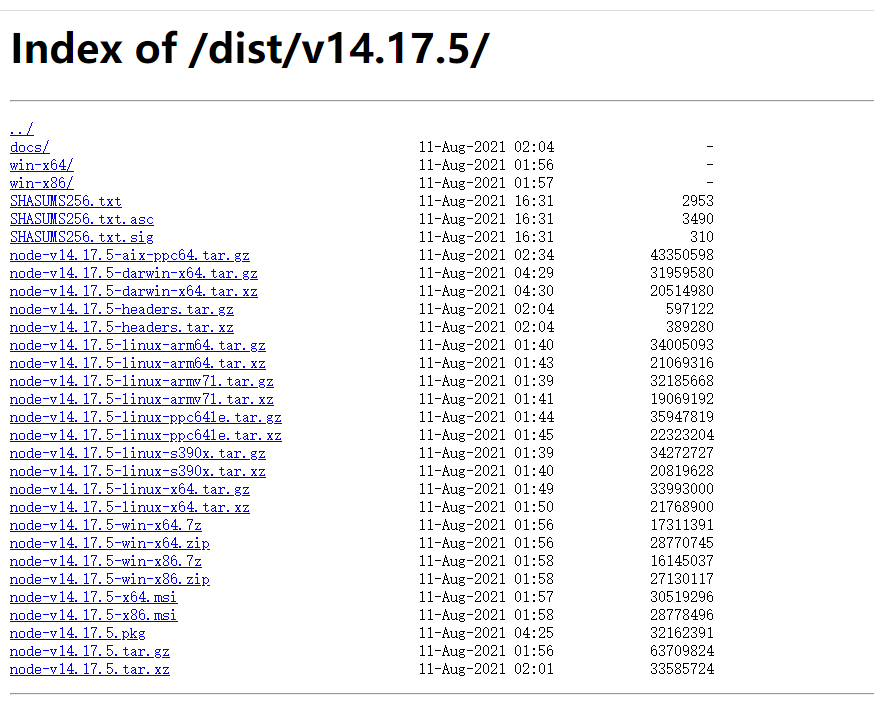 Index of /dist/v14.17.5/
../
docs/ 11-Aug-2021 02:04 -
win-x64/ 11-Aug-2021 01:56 -
win-x86/ 11-Aug-2021 01:57 -
SHASUMS256.txt 11-Aug-2021 16:31 2953
SHASUMS256.txt.asc 11-Aug-2021 16:31 3490
SHASUMS256.txt.sig 11-Aug-2021 16:31 310
node-v14.17.5-aix-ppc64.tar.gz 11-Aug-2021 02:34 43350598
node-v14.17.5-darwin-x64.tar.gz 11-Aug-2021 04:29 31959580
node-v14.17.5-darwin-x64.tar.xz 11-Aug-2021 04:30 20514980
node-v14.17.5-headers.tar.gz 11-Aug-2021 02:04 597122
node-v14.17.5-headers.tar.xz 11-Aug-2021 02:04 389280
node-v14.17.5-linux-arm64.tar.gz 11-Aug-2021 01:40 34005093
node-v14.17.5-linux-arm64.tar.xz 11-Aug-2021 01:43 21069316
node-v14.17.5-linux-armv7l.tar.gz 11-Aug-2021 01:39 32185668
node-v14.17.5-linux-armv7l.tar.xz 11-Aug-2021 01:41 19069192
node-v14.17.5-linux-ppc64le.tar.gz 11-Aug-2021 01:44 35947819
node-v14.17.5-linux-ppc64le.tar.xz 11-Aug-2021 01:45 22323204
node-v14.17.5-linux-s390x.tar.gz 11-Aug-2021 01:39 34272727
node-v14.17.5-linux-s390x.tar.xz 11-Aug-2021 01:40 20819628
node-v14.17.5-linux-x64.tar.gz 11-Aug-2021 01:49 33993000
node-v14.17.5-linux-x64.tar.xz 11-Aug-2021 01:50 21768900
node-v14.17.5-win-x64.7z 11-Aug-2021 01:56 17311391
node-v14.17.5-win-x64.zip 11-Aug-2021 01:56 28770745
node-v14.17.5-win-x86.7z 11-Aug-2021 01:58 16145037
node-v14.17.5-win-x86.zip 11-Aug-2021 01:58 27130117
node-v14.17.5-x64.msi 11-Aug-2021 01:57 30519296
node-v14.17.5-x86.msi 11-Aug-2021 01:58 28778496
node-v14.17.5.pkg 11-Aug-2021 04:25 32162391
node-v14.17.5.tar.gz 11-Aug-2021 01:56 63709824
node-v14.17.5.tar.xz 11-Aug-2021 02:01 33585724